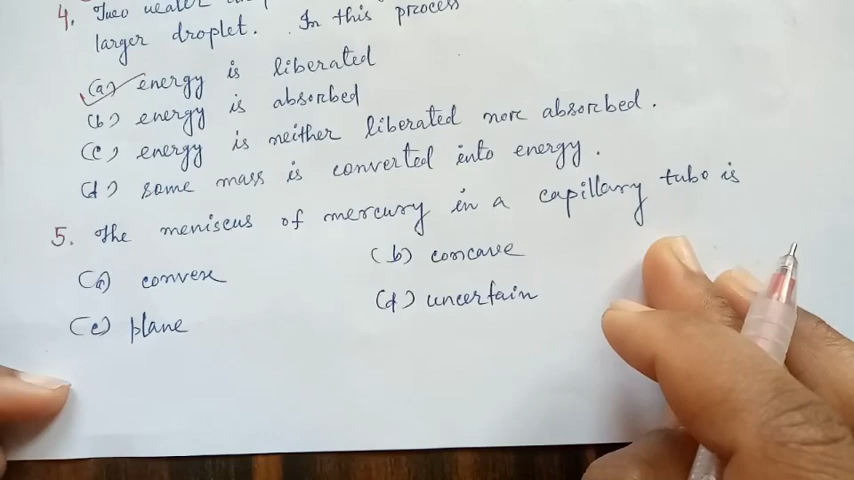 4. Two water
larger droplet. In this process
(a) energy is liberated
(b) energy is absorbed
(c) energy is neither liberated nor absorbed.
(d) some mass is converted into energy.
5. The meniscus of mercury in a capillary tube is
(a) convex (b) concave
(c) plane (d) uncertain